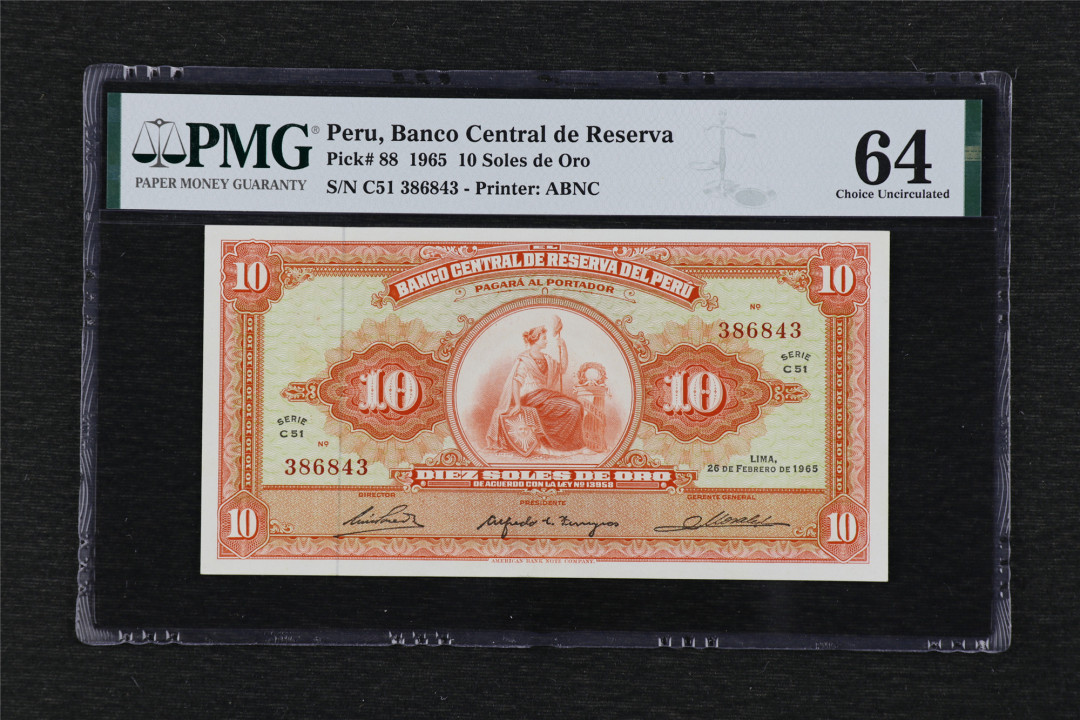 PMG®
PAPER MONEY GUARANTY
Peru, Banco Central de Reserva
Pick# 88 1965 10 Soles de Oro
S/N C51 386843 - Printer: ABNC
64
Choice Uncirculated
EL
BANCO CENTRAL DE RESERVA DEL PERU
PAGARÁ AL PORTADOR
10
10
Nº
386843
SERIE
C51
10
10
SERIE
C51
Nº
386843
LIMA,
26 DE FEBRERO DE 1965
DIEZ SOLES DE ORO
DE ACUERDO CON LA LEY Nº 13958
DIRECTOR
PRESIDENTE
GERENTE GENERAL
10
10
AMERICAN BANK NOTE COMPANY.